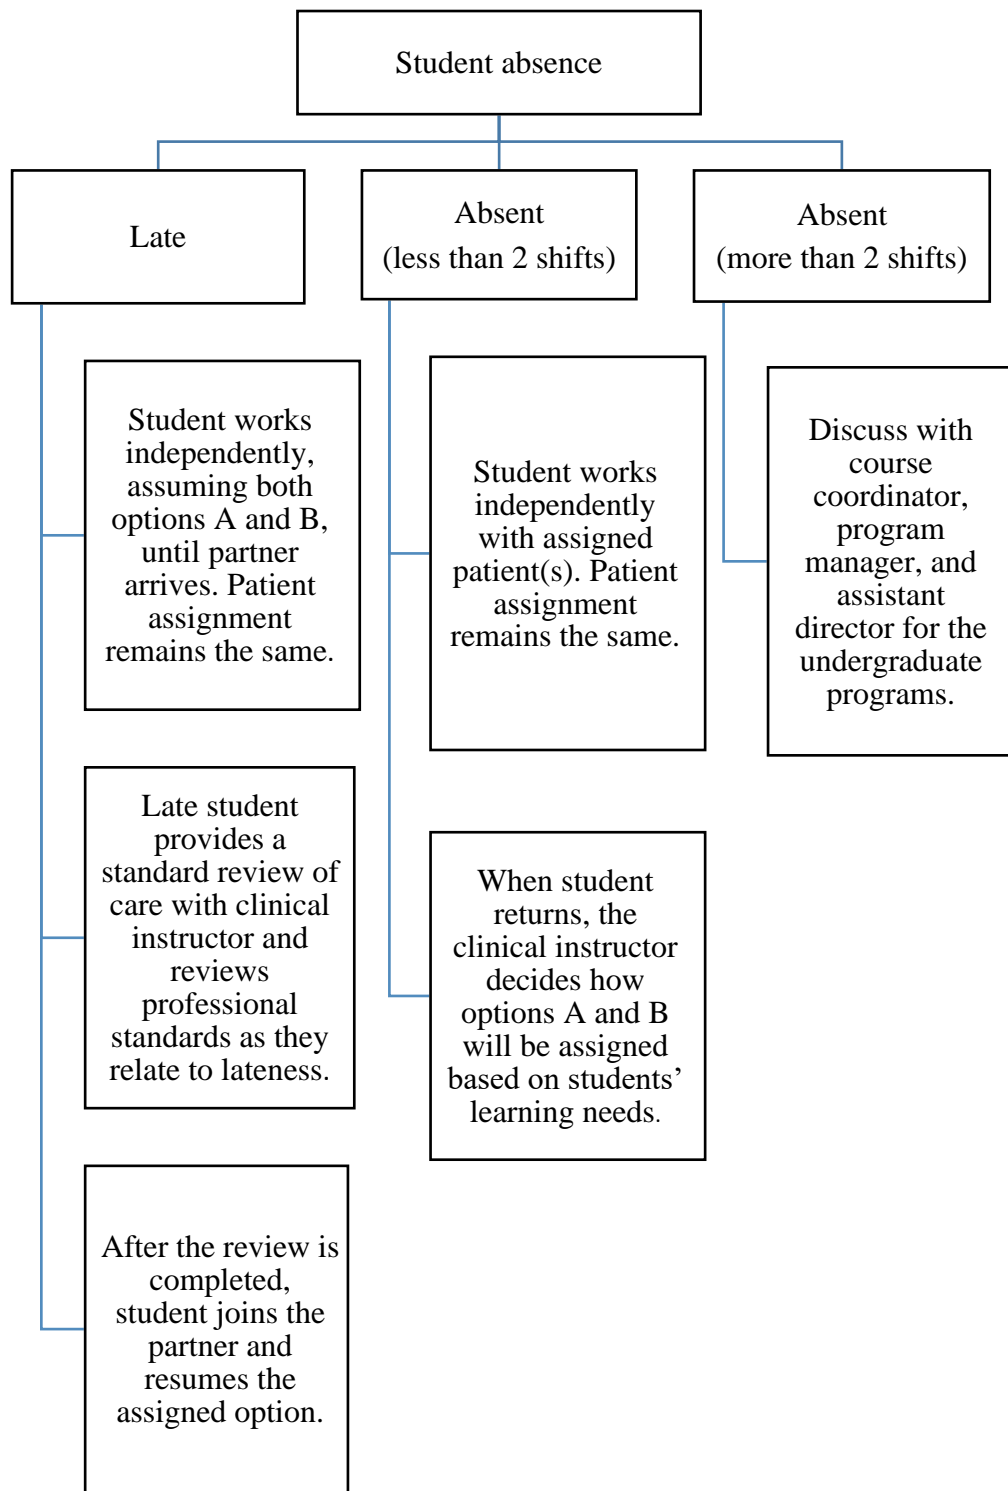 Student absence
Late
Absent
(less than 2 shifts)
Absent
(more than 2 shifts)
Student works
independently,
assuming both
options A and B,
until partner
arrives. Patient
assignment
remains the same.
Late student
provides a
standard review of
care with clinical
instructor and
reviews
professional
standards as they
relate to lateness.
After the review is
completed,
student joins the
partner and
resumes the
assigned option.
Student works
independently
with assigned
patient(s). Patient
assignment
remains the same.
When student
returns, the
clinical instructor
decides how
options A and B
will be assigned
based on students’
learning needs.
Discuss with
course
coordinator,
program
manager, and
assistant
director for the
undergraduate
programs.